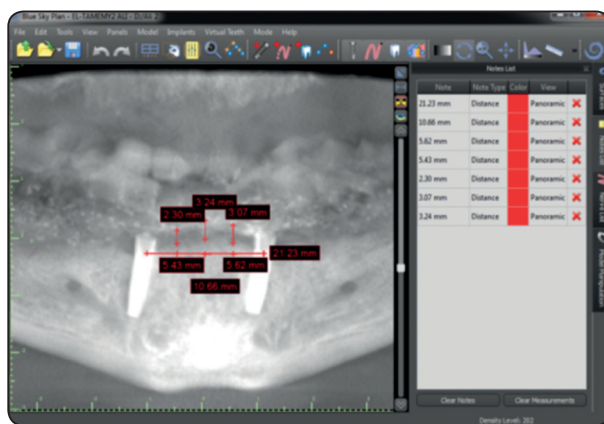 Blue Sky Plan - EL-TAMEMY2 ALI - D:/Ali 2
File Edit Tools View Panels Model Implants Virtual Teeth Mode Help
Notes List
Note Note Type Color View
21.23 mm Distance Panoramic
10.66 mm Distance Panoramic
5.62 mm Distance Panoramic
5.43 mm Distance Panoramic
2.30 mm Distance Panoramic
3.07 mm Distance Panoramic
3.24 mm Distance Panoramic
3.24 mm
2.30 mm 3.07 mm
21.23 mm
5.43 mm 5.62 mm
10.66 mm
Clear Notes Clear Measurements
Density Level: 202